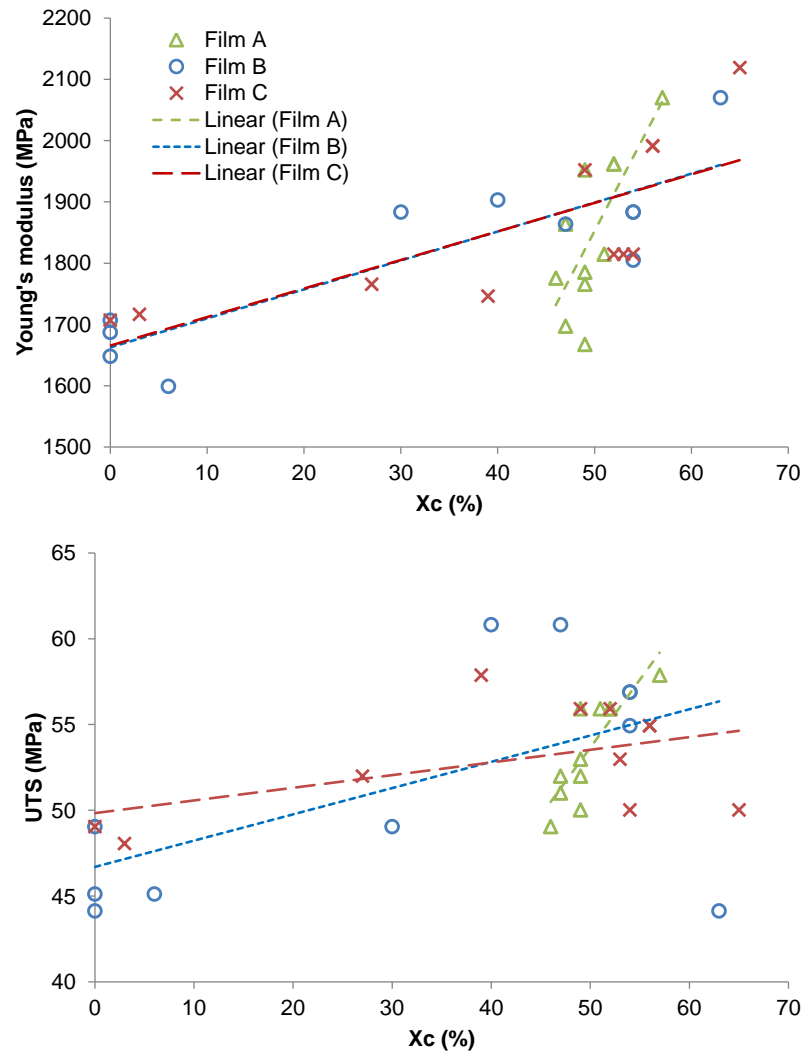 2200
2100
2000
1900
1800
1700
1600
1500
Young's modulus (MPa)
Film A
Film B
Film C
Linear (Film A)
Linear (Film B)
Linear (Film C)
0 10 20 30 40 50 60 70
Xc (%)
65
60
55
50
45
40
UTS (MPa)
0 10 20 30 40 50 60 70
Xc (%)